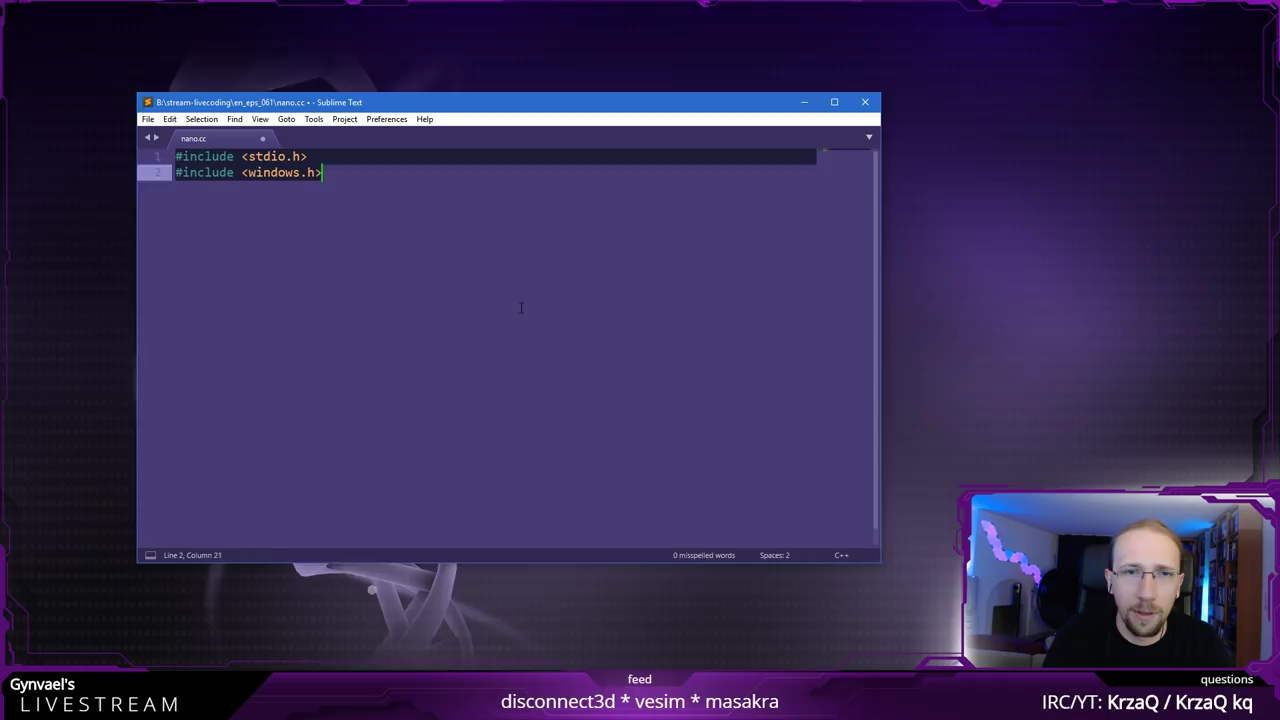 B:\stream-livecoding\en_eps_061\nano.cc • - Sublime Text
File Edit Selection Find View Goto Tools Project Preferences Help
nano.cc
1 #include <stdio.h>
2 #include <windows.h>
Line 2, Column 21 0 misspelled words Spaces: 2 C++
Gynvael's
LIVESTREAM
feed
disconnect3d * vesim * masakra
questions
IRC/YT: KrzaQ / KrzaQ kq